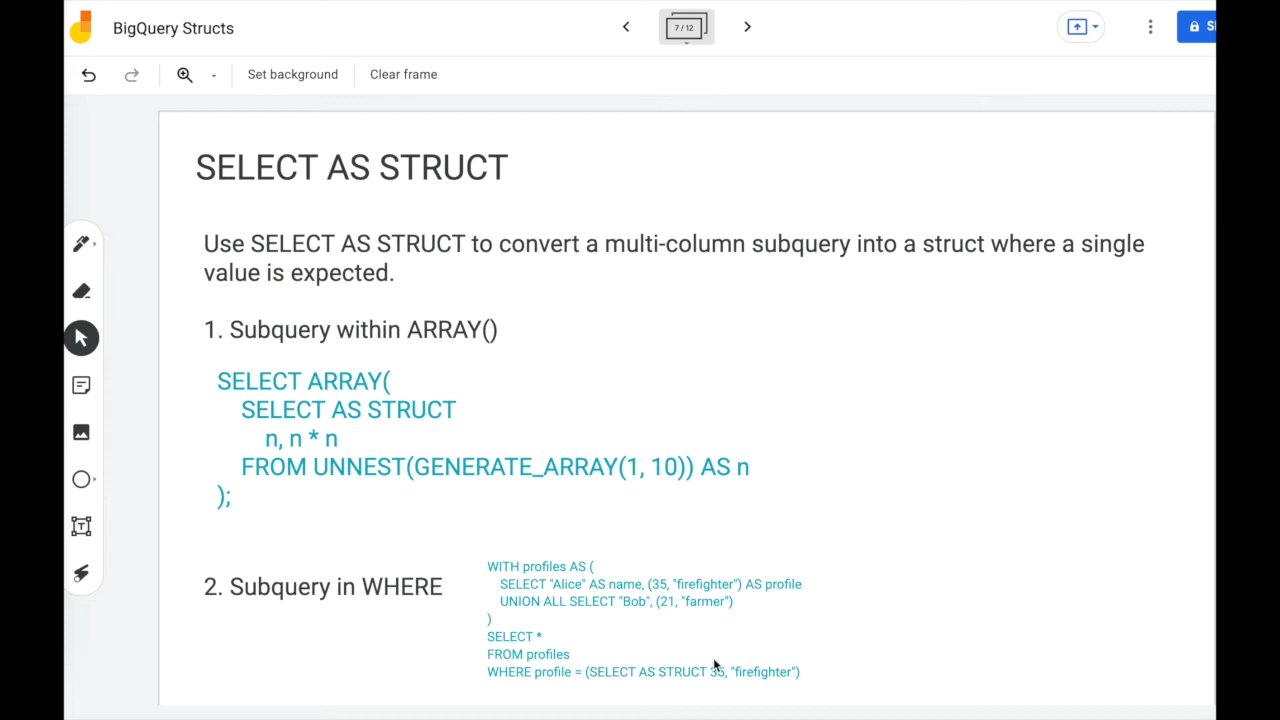 BigQuery Structs
7 / 12
S
Set background
Clear frame
SELECT AS STRUCT
Use SELECT AS STRUCT to convert a multi-column subquery into a struct where a single
value is expected.
1. Subquery within ARRAY()
SELECT ARRAY(
SELECT AS STRUCT
n, n * n
FROM UNNEST(GENERATE_ARRAY(1, 10)) AS n
);
2. Subquery in WHERE
WITH profiles AS (
SELECT "Alice" AS name, (35, "firefighter") AS profile
UNION ALL SELECT "Bob", (21, "farmer")
)
SELECT *
FROM profiles
WHERE profile = (SELECT AS STRUCT 35, "firefighter")
T